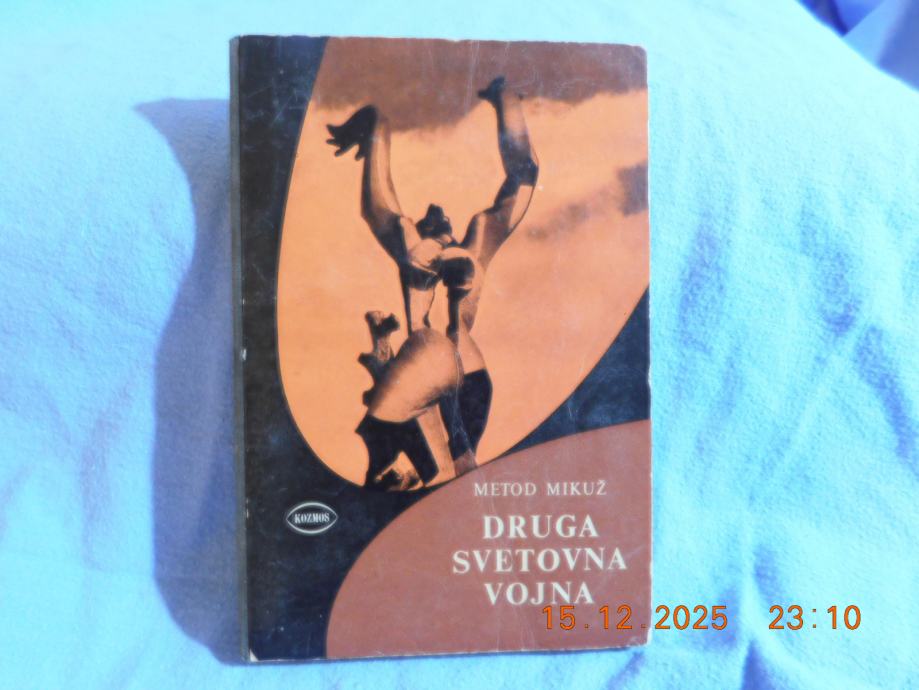 METOD MIKUŽ
KOZMOS
DRUGA
SVETOVNA
VOJNA
15.12.2025 23:10